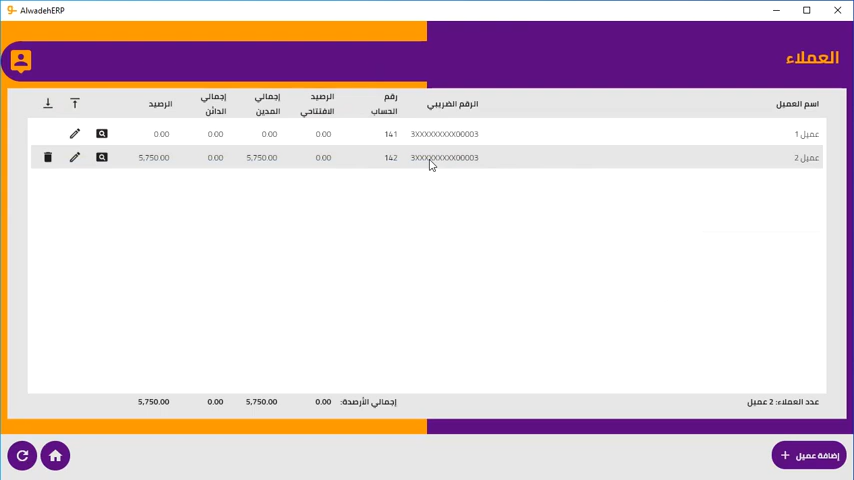 AlwadehERP
العملاء
اسم العميل الرقم الضريبي رقم الحساب الرصيد الافتتاحي إجمالي المدين إجمالي الدائن الرصيد
عميل 1 3XXXXXXXXX00003 141 0.00 0.00 0.00 0.00
عميل 2 3XXXXXXXXX00003 142 0.00 5,750.00 0.00 5,750.00
عدد العملاء: 2 عميل إجمالي الأرصدة: 0.00 5,750.00 0.00 5,750.00
إضافة عميل +